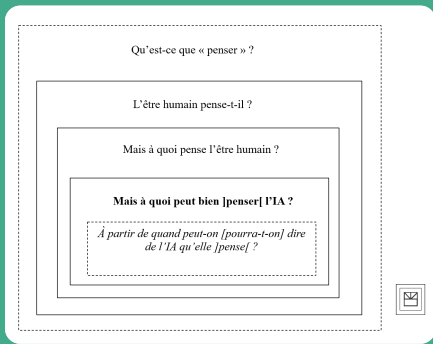 Qu’est-ce que « penser » ?
L’être humain pense-t-il ?
Mais à quoi pense l’être humain ?
Mais à quoi peut bien ]penser[ l’IA ?
À partir de quand peut-on [pourra-t-on] dire
de l’IA qu’elle ]pense[ ?